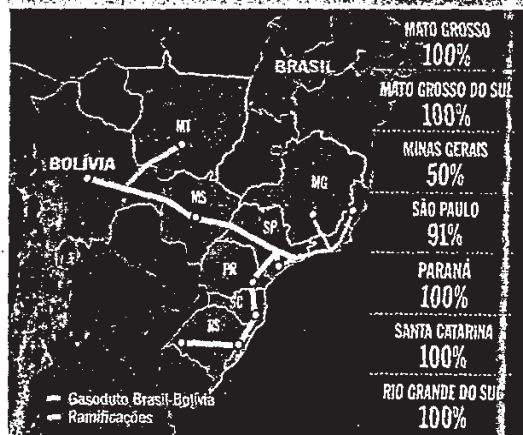 BRASIL
MT
BOLÍVIA
MS
MG
SP
PR
SC
RS
Gasoduto Brasil-Bolívia
Ramificações
MATO GROSSO
100%
MATO GROSSO DO SUL
100%
MINAS GERAIS
50%
SÃO PAULO
91%
PARANÁ
100%
SANTA CATARINA
100%
RIO GRANDE DO SUL
100%